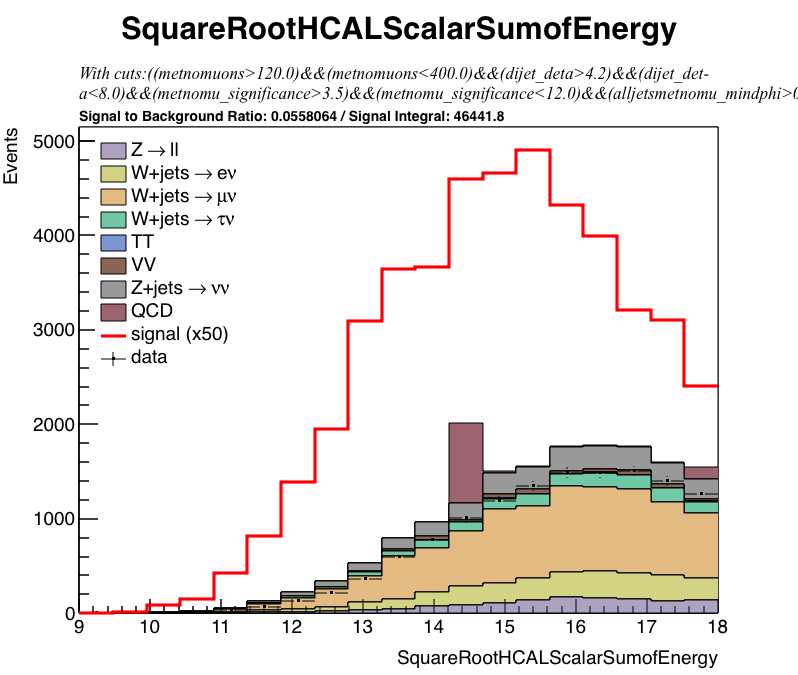 SquareRootHCALScalarSumofEnergy
With cuts:((metnomuons>120.0)&&(metnomuons<400.0)&&(dijet_deta>4.2)&&(dijet_det-
a<8.0)&&(metnomu_significance>3.5)&&(metnomu_significance<12.0)&&(alljetsmetnomu_mindphi>0
Signal to Background Ratio: 0.0558064 / Signal Integral: 46441.8
Events
5000
4000
3000
2000
1000
0
Z → ll
W+jets → eν
W+jets → μν
W+jets → τν
TT
VV
Z+jets → νν
QCD
signal (x50)
data
9 10 11 12 13 14 15 16 17 18
SquareRootHCALScalarSumofEnergy